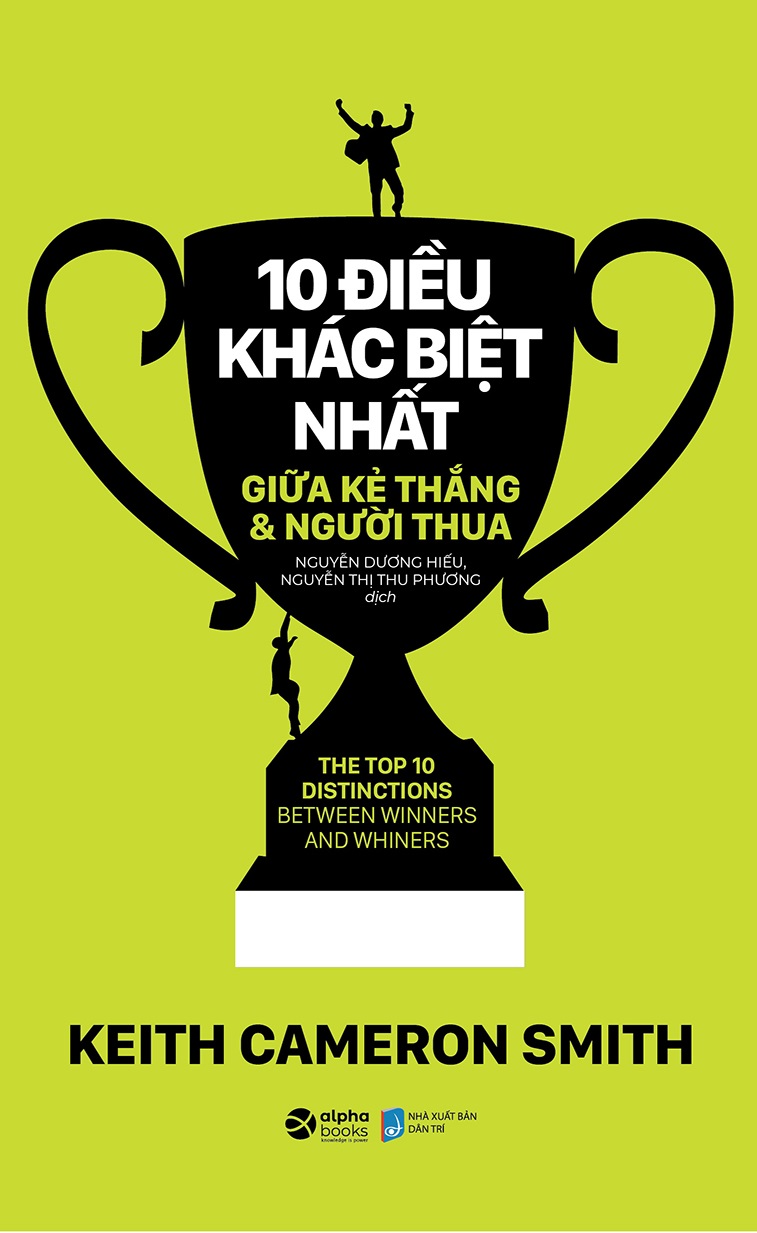 10 ĐIỀU
KHÁC BIỆT
NHẤT
GIỮA KẺ THẮNG
& NGƯỜI THUA
NGUYỄN DƯƠNG HIẾU,
NGUYỄN THỊ THU PHƯƠNG
dịch
THE TOP 10
DISTINCTIONS
BETWEEN WINNERS
AND WHINERS
KEITH CAMERON SMITH
alpha
books
knowledge is power
NHÀ XUẤT BẢN
DÂN TRÍ